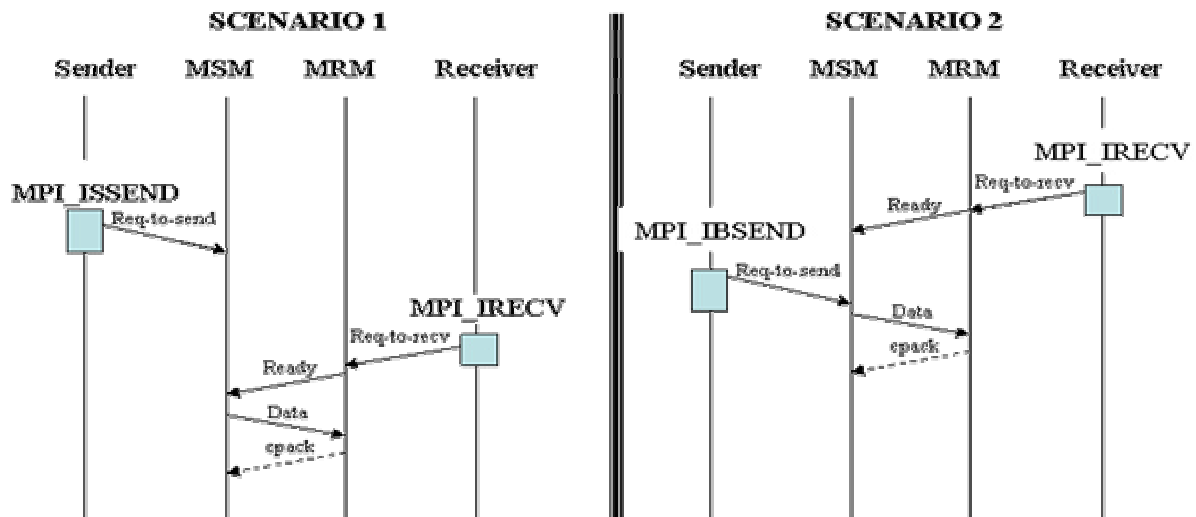 SCENARIO 1
Sender MSM MRM Receiver
MPI_ISSEND
Req-to-send
MPI_IRECV
Req-to-recv
Ready
Data
cpack
SCENARIO 2
Sender MSM MRM Receiver
MPI_IRECV
Req-to-recv
Ready
MPI_IBSEND
Req-to-send
Data
cpack